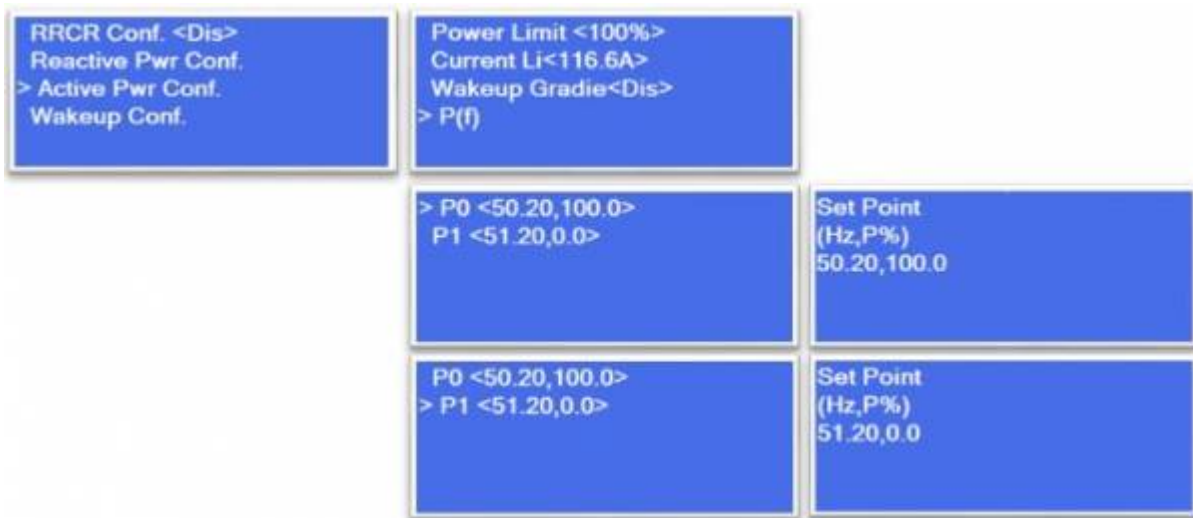 RRCR Conf. <Dis>
Reactive Pwr Conf.
> Active Pwr Conf.
Wakeup Conf.
Power Limit <100%>
Current Li<116.6A>
Wakeup Gradie<Dis>
> P(f)
> P0 <50.20,100.0>
P1 <51.20,0.0>
Set Point
(Hz,P%)
50.20,100.0
P0 <50.20,100.0>
> P1 <51.20,0.0>
Set Point
(Hz,P%)
51.20,0.0